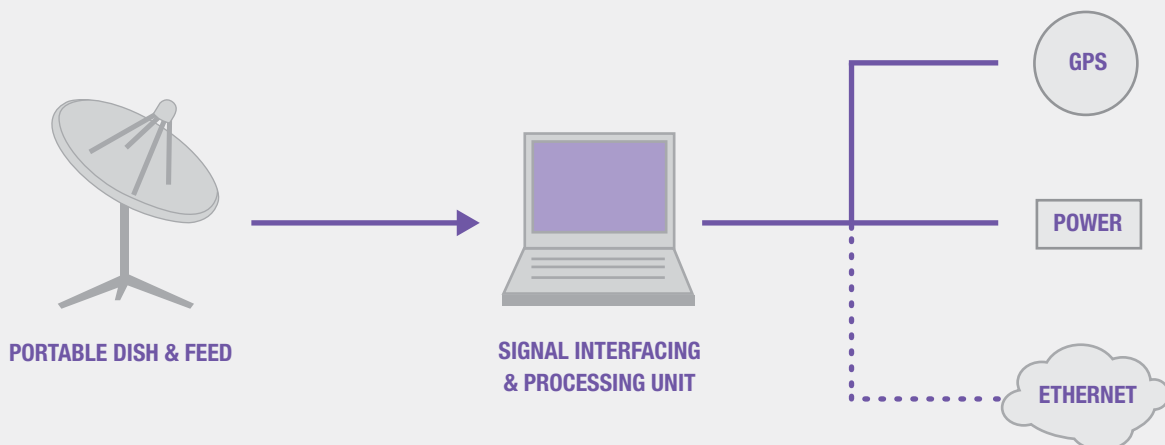 GPS
POWER
PORTABLE DISH & FEED
SIGNAL INTERFACING
& PROCESSING UNIT
ETHERNET